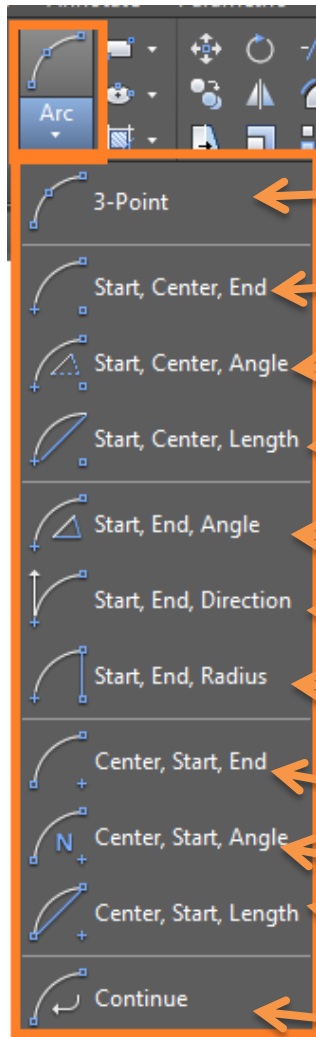 Arc
3-Point
Start, Center, End
Start, Center, Angle
Start, Center, Length
Start, End, Angle
Start, End, Direction
Start, End, Radius
Center, Start, End
N Center, Start, Angle
Center, Start, Length
Continue